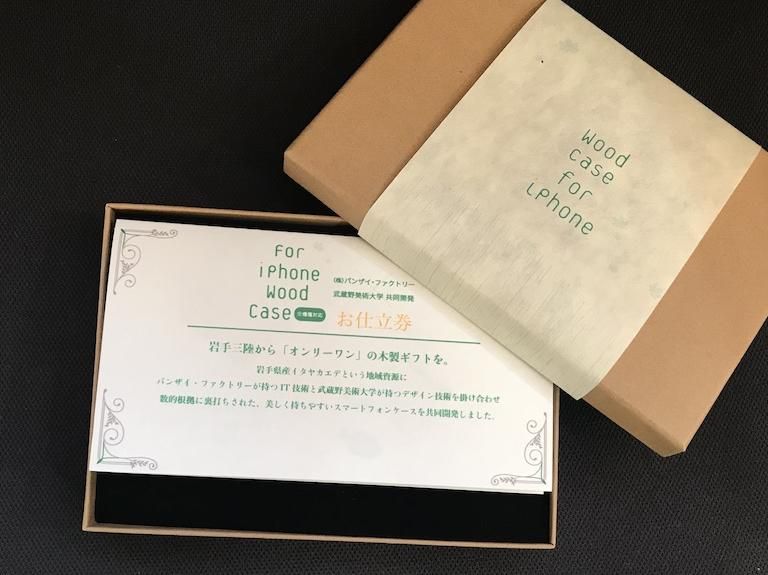 wood
case
for
iPhone
for
iPhone
Wood
Case 全機種対応
(株)バンザイ・ファクトリー
武蔵野美術大学 共同開発
お仕立券
岩手三陸から「オンリーワン」の木製ギフトを。
岩手県産イタヤカエデという地域資源に
バンザイ・ファクトリーが持つIT技術と武蔵野美術大学が持つデザイン技術を掛け合わせ
数的根拠に裏打ちされた、美しく持ちやすいスマートフォンケースを共同開発しました。